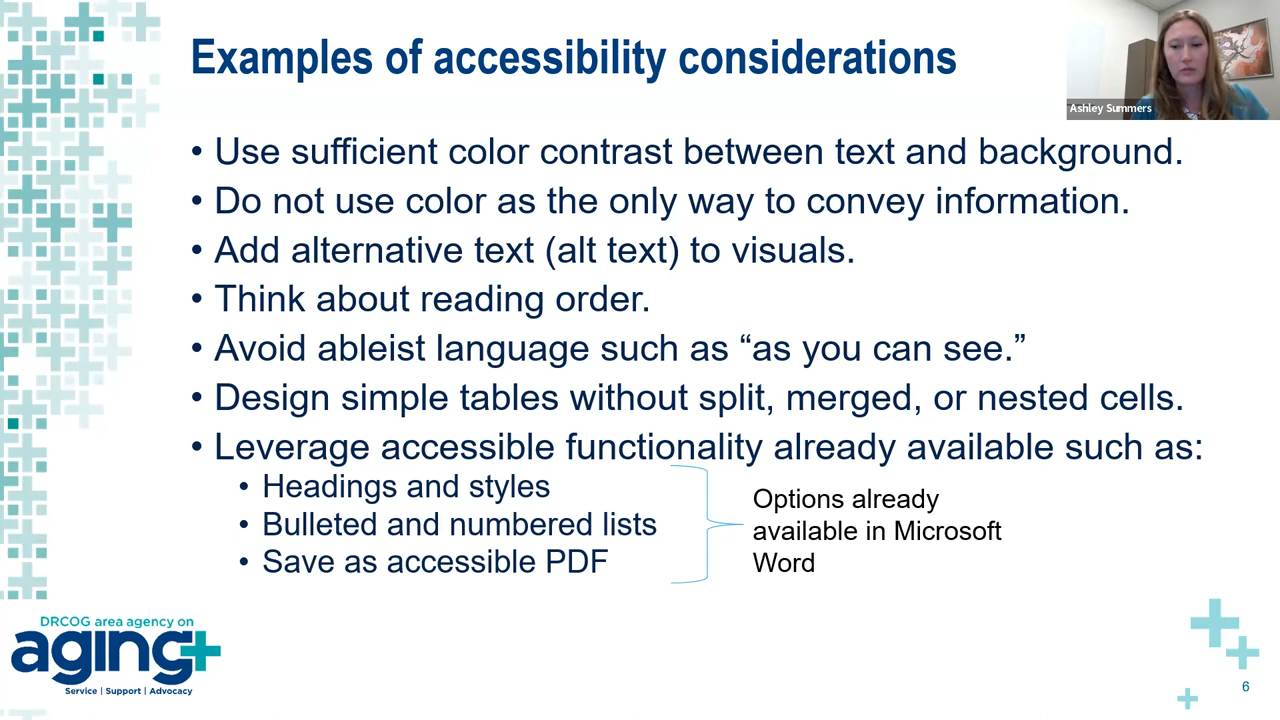 Examples of accessibility considerations
Ashley Summers
• Use sufficient color contrast between text and background.
• Do not use color as the only way to convey information.
• Add alternative text (alt text) to visuals.
• Think about reading order.
• Avoid ableist language such as “as you can see.”
• Design simple tables without split, merged, or nested cells.
• Leverage accessible functionality already available such as:
• Headings and styles
• Bulleted and numbered lists
• Save as accessible PDF
Options already
available in Microsoft
Word
DRCOG area agency on
aging+
Service | Support | Advocacy
6